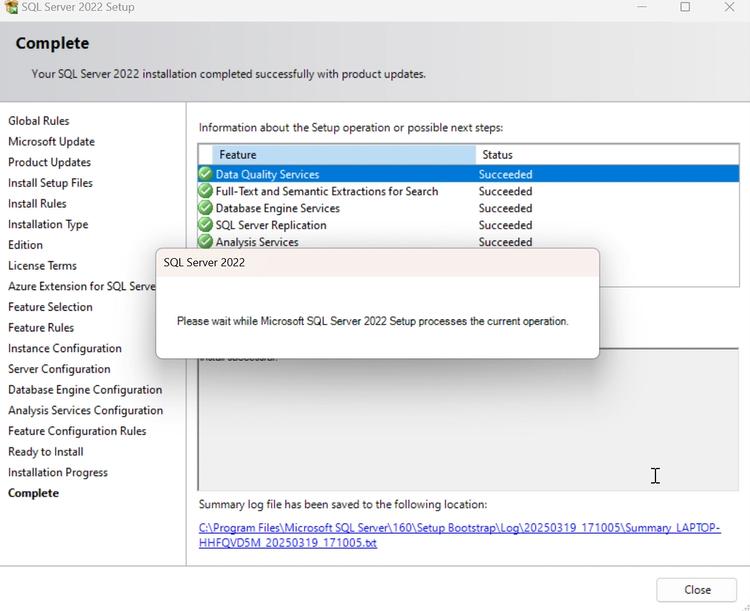 SQL Server 2022 Setup
Complete
Your SQL Server 2022 installation completed successfully with product updates.
Global Rules
Microsoft Update
Product Updates
Install Setup Files
Install Rules
Installation Type
Edition
License Terms
Azure Extension for SQL Serve
Feature Selection
Feature Rules
Instance Configuration
Server Configuration
Database Engine Configuration
Analysis Services Configuration
Feature Configuration Rules
Ready to Install
Installation Progress
Complete
Information about the Setup operation or possible next steps:
Feature Status
Data Quality Services Succeeded
Full-Text and Semantic Extractions for Search Succeeded
Database Engine Services Succeeded
SQL Server Replication Succeeded
Analysis Services Succeeded
SQL Server 2022
Please wait while Microsoft SQL Server 2022 Setup processes the current operation.
Install successful.
Summary log file has been saved to the following location:
C:\Program Files\Microsoft SQL Server\160\Setup Bootstrap\Log\20250319_171005\Summary_LAPTOP-
HHFQVD5M_20250319_171005.txt
Close